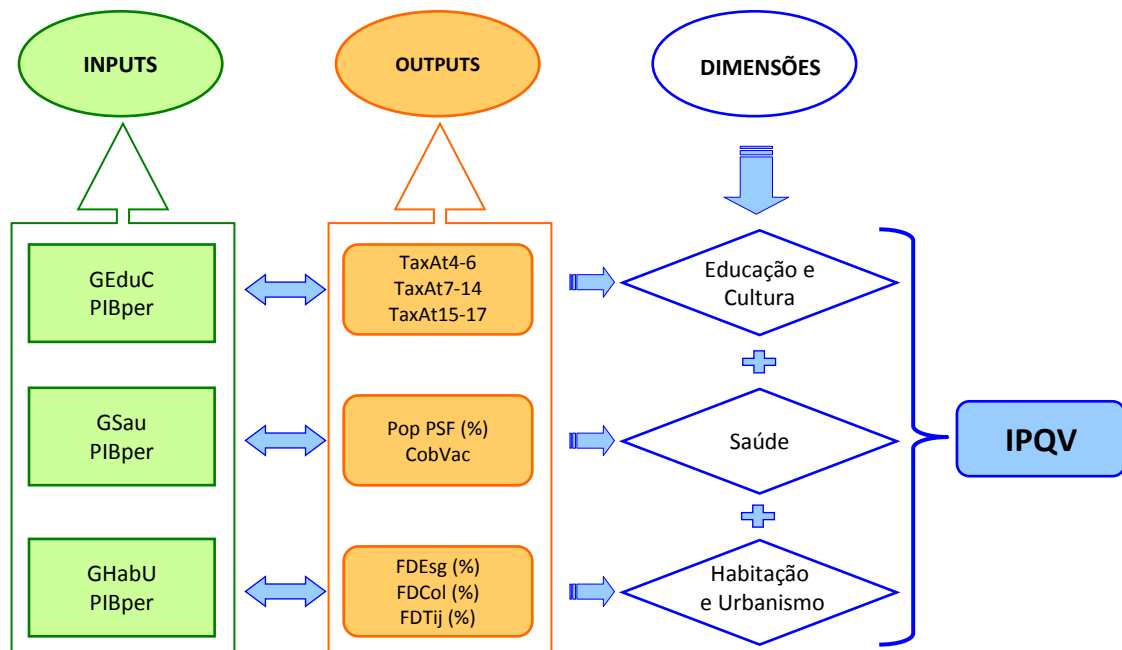 INPUTS
OUTPUTS
DIMENSÕES
GEduC
PIBper
TaxAt4-6
TaxAt7-14
TaxAt15-17
Educação e
Cultura
GSau
PIBper
Pop PSF (%)
CobVac
Saúde
IPQV
GHabU
PIBper
FDEsg (%)
FDCol (%)
FDTij (%)
Habitação
e Urbanismo